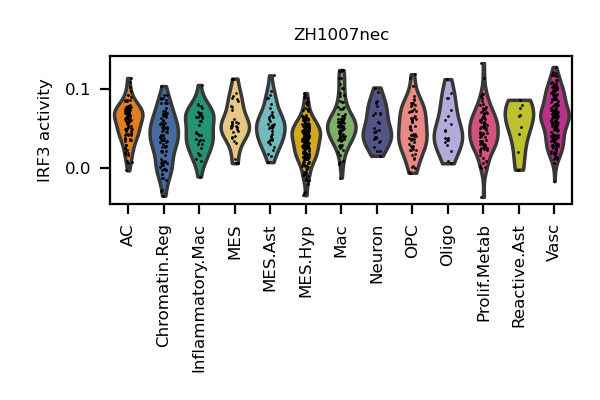 ZH1007nec
IRF3 activity
0.1
0.0
AC
Chromatin.Reg
Inflammatory.Mac
MES
MES.Ast
MES.Hyp
Mac
Neuron
OPC
Oligo
Prolif.Metab
Reactive.Ast
Vasc